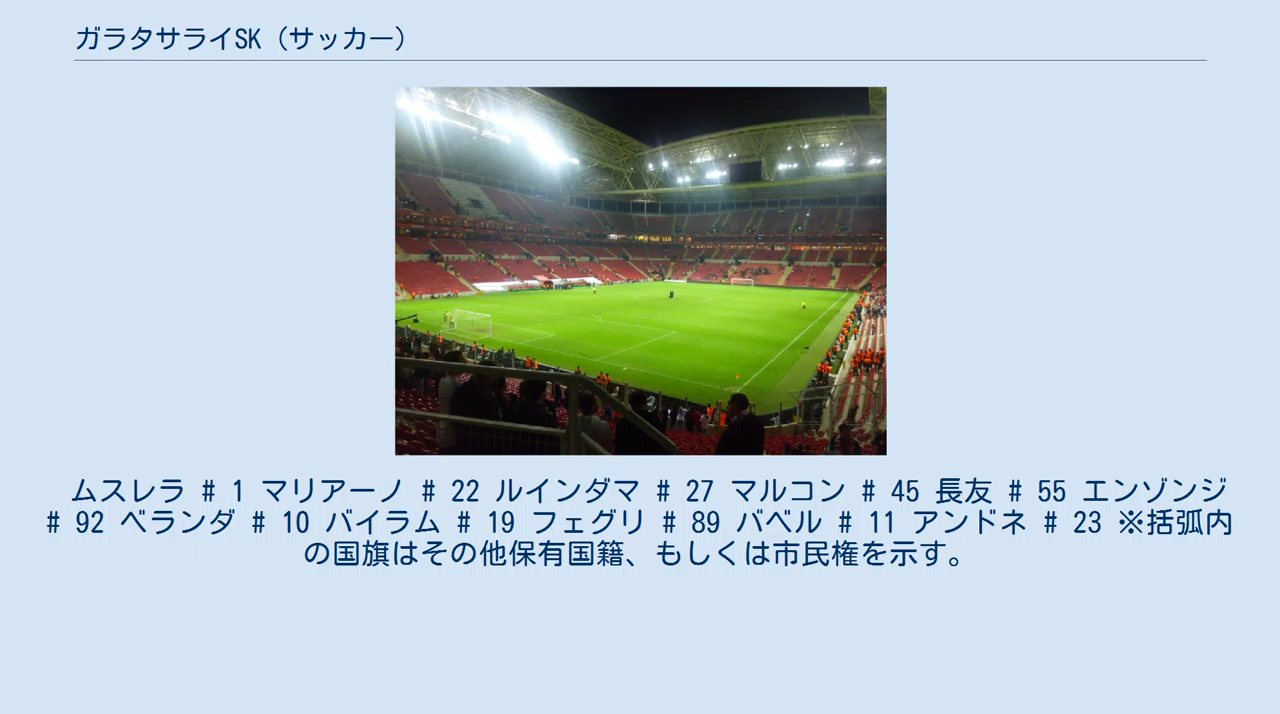 ガラタサライSK（サッカー）
ムスレラ # 1 マリアーノ # 22 ルインダマ # 27 マルコン # 45 長友 # 55 エンゾンジ
# 92 ベランダ # 10 バイラム # 19 フェグリ # 89 バベル # 11 アンドネ # 23 ※括弧内
の国旗はその他保有国籍、もしくは市民権を示す。